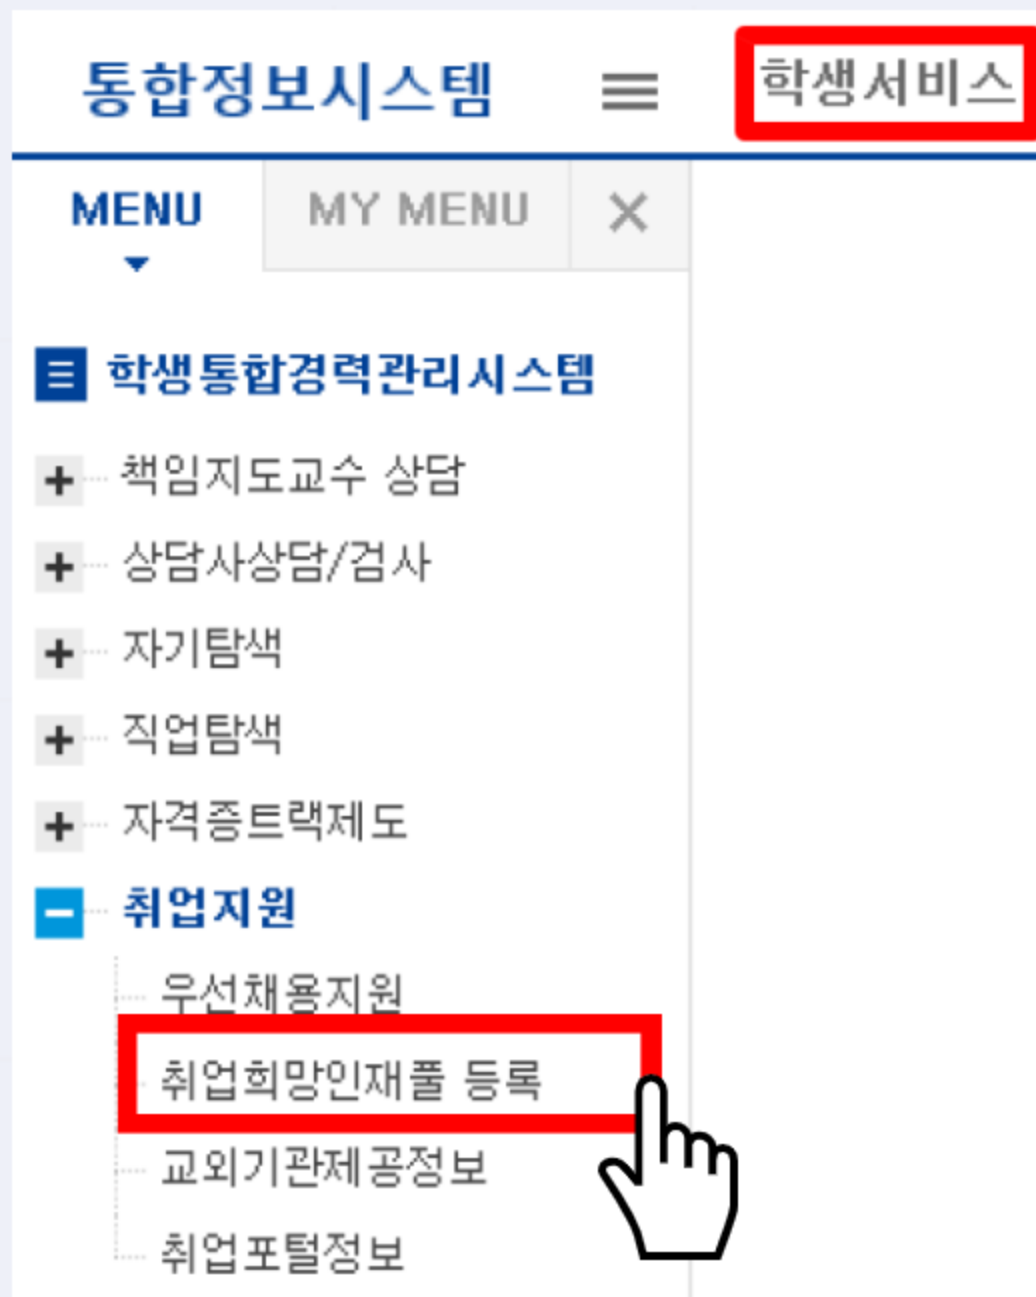 통합정보시스템 학생서비스
MENU MY MENU
학생통합경력관리시스템
책임지도교수 상담
상담사상담/검사
자기탐색
직업탐색
자격증트랙제도
취업지원
우선채용지원
취업희망인재풀 등록
교외기관제공정보
취업포털정보